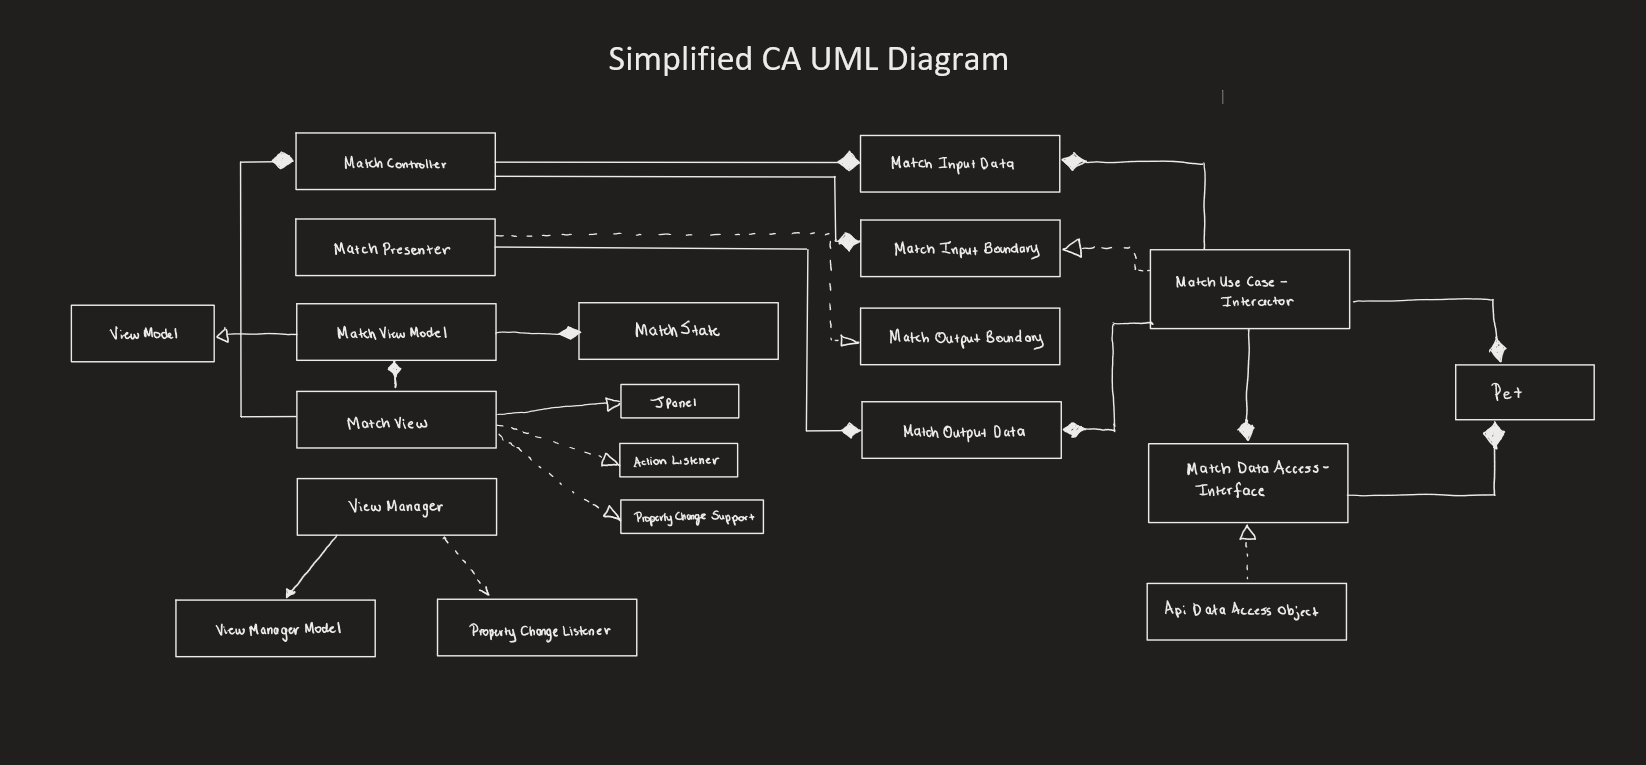 Simplified CA UML Diagram
Match Controller
Match Input Data
Match Presenter
Match Input Boundary
Match Use Case -
Interactor
View Model
Match View Model
Match State
Match Output Boundary
Pet
Match View
JPanel
Match Output Data
Action Listener
Match Data Access -
Interface
View Manager
Property Change Support
Api Data Access Object
View Manager Model
Property Change Listener